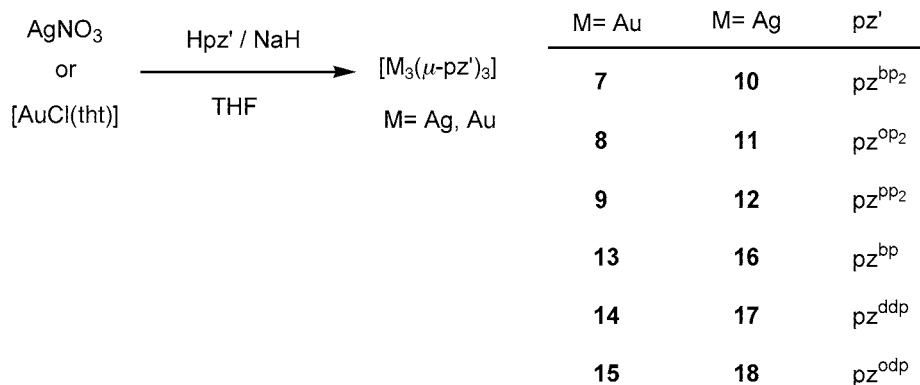 AgNO3
or
[AuCl(tht)]
Hpz' / NaH
THF
[M3(μ-pz')3]
M= Ag, Au
M= Au M= Ag pz'
7 10 pzbp2
8 11 pzop2
9 12 pzpp2
13 16 pzbp
14 17 pzddp
15 18 pzodp